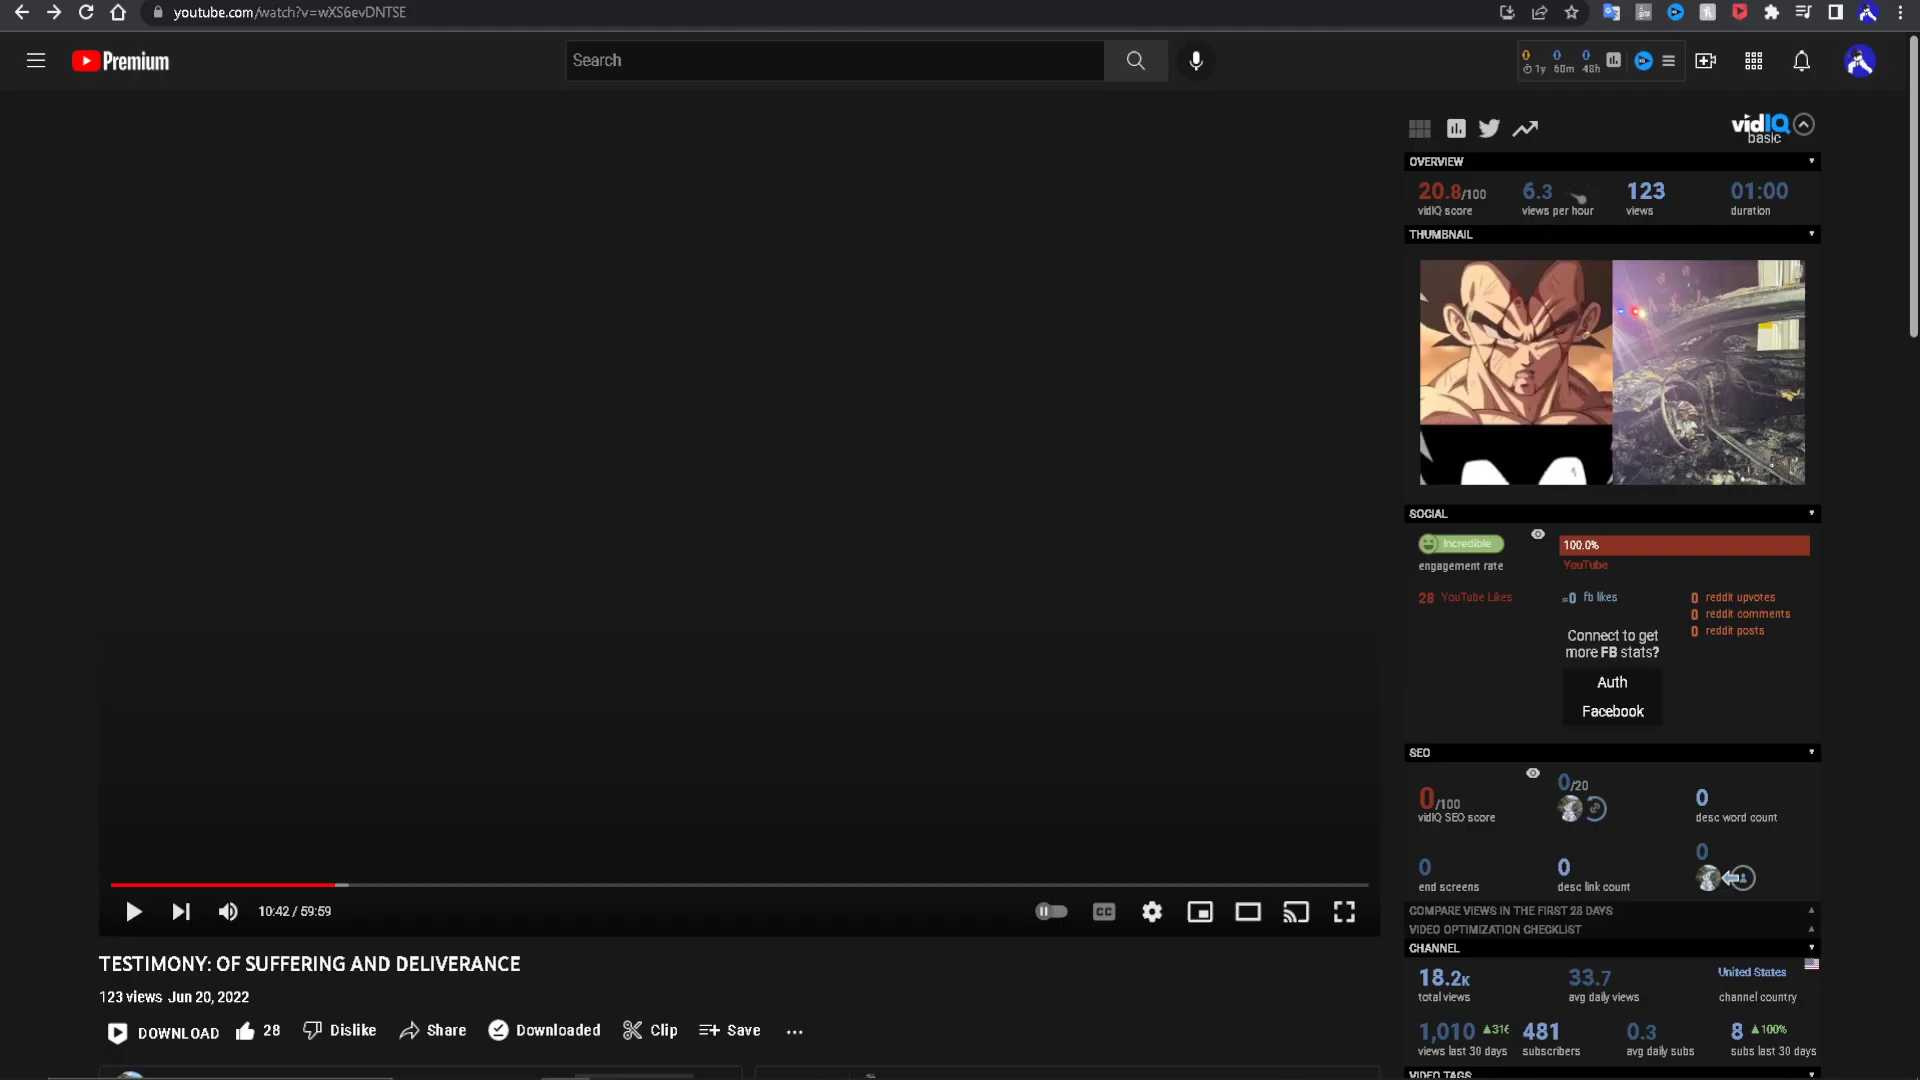 youtube.com/watch?v=wXS6evDNTSE
Premium
Search
0 0 0
1y 60m 48h
vidIQ
basic
OVERVIEW
20.8/100 6.3 123 01:00
vidIQ score views per hour views duration
THUMBNAIL
SOCIAL
Incredible
engagement rate
100.0%
YouTube
28 YouTube Likes
≈0 fb likes
0 reddit upvotes
0 reddit comments
0 reddit posts
Connect to get
more FB stats?
Auth
Facebook
SEO
0/100
vidIQ SEO score
0/20
0
desc word count
0
end screens
0
desc link count
0
COMPARE VIEWS IN THE FIRST 28 DAYS
VIDEO OPTIMIZATION CHECKLIST
CHANNEL
18.2K 33.7 United States
total views avg daily views channel country
1,010 481 0.3 8 ▲100%
views last 30 days subscribers avg daily subs subs last 30 days
VIDEO TAGS
10:42 / 59:59
CC
TESTIMONY: OF SUFFERING AND DELIVERANCE
123 views Jun 20, 2022
DOWNLOAD 28 Dislike Share Downloaded Clip Save ...